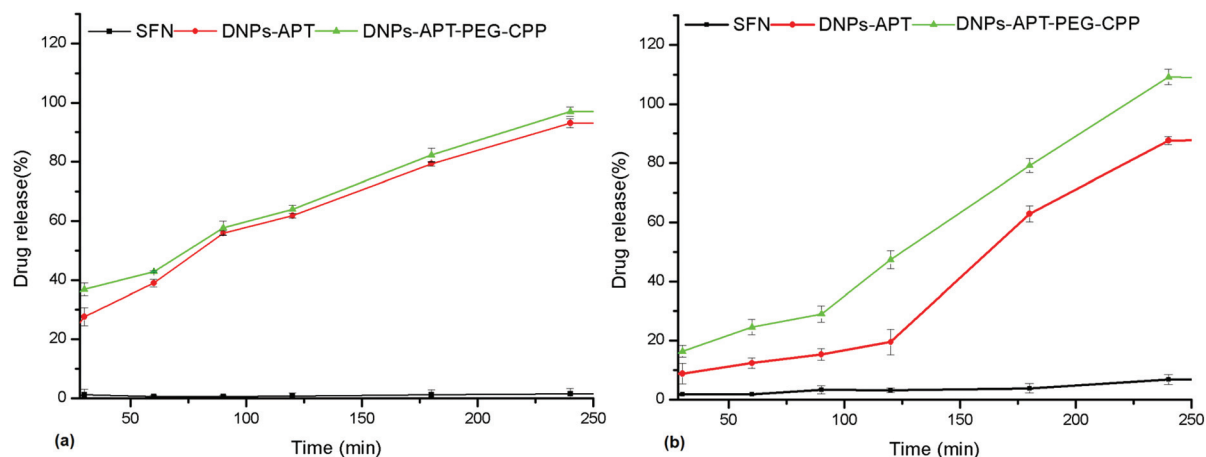 SFN DNPs-APT DNPs-APT-PEG-CPP
120
100
80
60
40
20
0
Drug release(%)
50 100 150 200 250
(a)
Time (min)
SFN DNPs-APT DNPs-APT-PEG-CPP
120
100
80
60
40
20
0
Drug release(%)
50 100 150 200 250
(b)
Time (min)